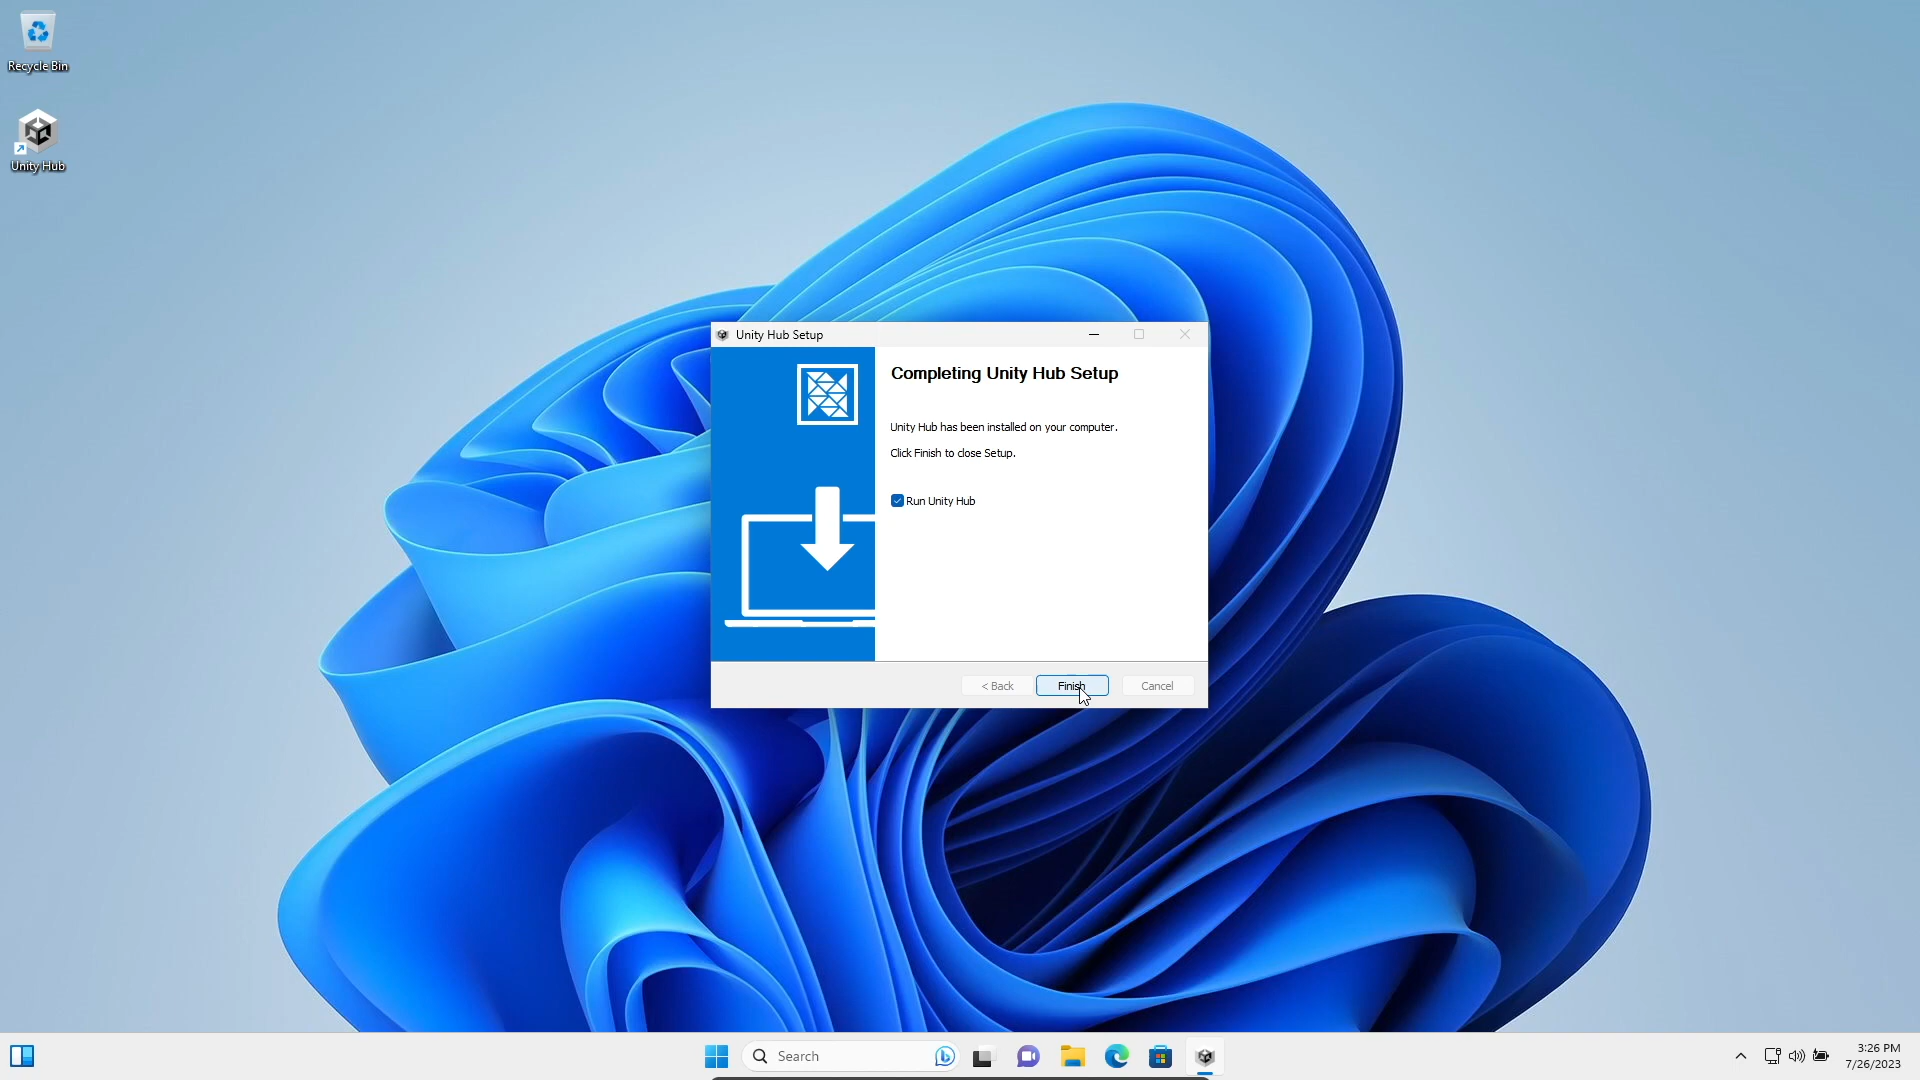 Recycle Bin
Unity Hub
Unity Hub Setup
Completing Unity Hub Setup
Unity Hub has been installed on your computer.
Click Finish to close Setup.
Run Unity Hub
< Back
Finish
Cancel
Search
3:26 PM
7/26/2023